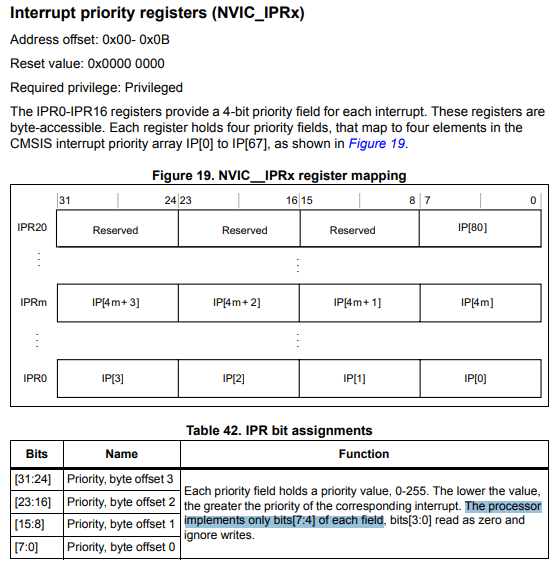 Interrupt priority registers (NVIC_IPRx)
Address offset: 0x00- 0x0B
Reset value: 0x0000 0000
Required privilege: Privileged
The IPR0-IPR16 registers provide a 4-bit priority field for each interrupt. These registers are
byte-accessible. Each register holds four priority fields, that map to four elements in the
CMSIS interrupt priority array IP[0] to IP[67], as shown in Figure 19.
Figure 19. NVIC__IPRx register mapping
31 24 23 16 15 8 7 0
IPR20 Reserved Reserved Reserved IP[80]
IPRm IP[4m+3] IP[4m+2] IP[4m+1] IP[4m]
IPR0 IP[3] IP[2] IP[1] IP[0]
Table 42. IPR bit assignments
Bits Name Function
[31:24] Priority, byte offset 3
[23:16] Priority, byte offset 2
[15:8] Priority, byte offset 1
[7:0] Priority, byte offset 0
Each priority field holds a priority value, 0-255. The lower the value,
the greater the priority of the corresponding interrupt. The processor
implements only bits[7:4] of each field, bits[3:0] read as zero and
ignore writes.